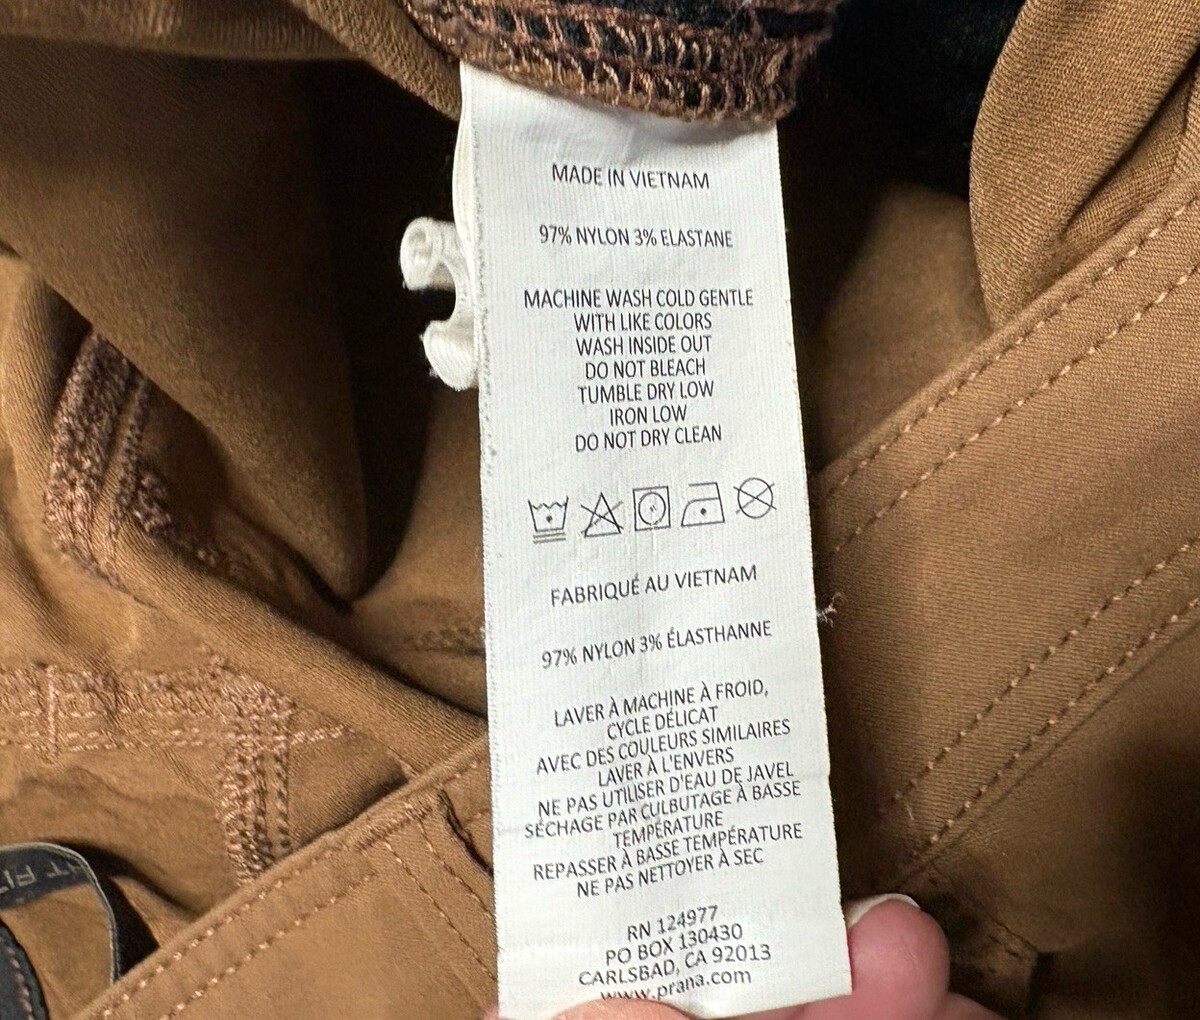 MADE IN VIETNAM
97% NYLON 3% ELASTANE
MACHINE WASH COLD GENTLE
WITH LIKE COLORS
WASH INSIDE OUT
DO NOT BLEACH
TUMBLE DRY LOW
IRON LOW
DO NOT DRY CLEAN
FABRIQUÉ AU VIETNAM
97% NYLON 3% ÉLASTHANNE
LAVER À MACHINE À FROID,
CYCLE DÉLICAT
AVEC DES COULEURS SIMILAIRES
LAVER À L'ENVERS
NE PAS UTILISER D'EAU DE JAVEL
SÉCHAGE PAR CULBUTAGE À BASSE
TEMPÉRATURE
REPASSER À BASSE TEMPÉRATURE
NE PAS NETTOYER À SEC
RN 124977
PO BOX 130430
CARLSBAD, CA 92013
www.prana.com